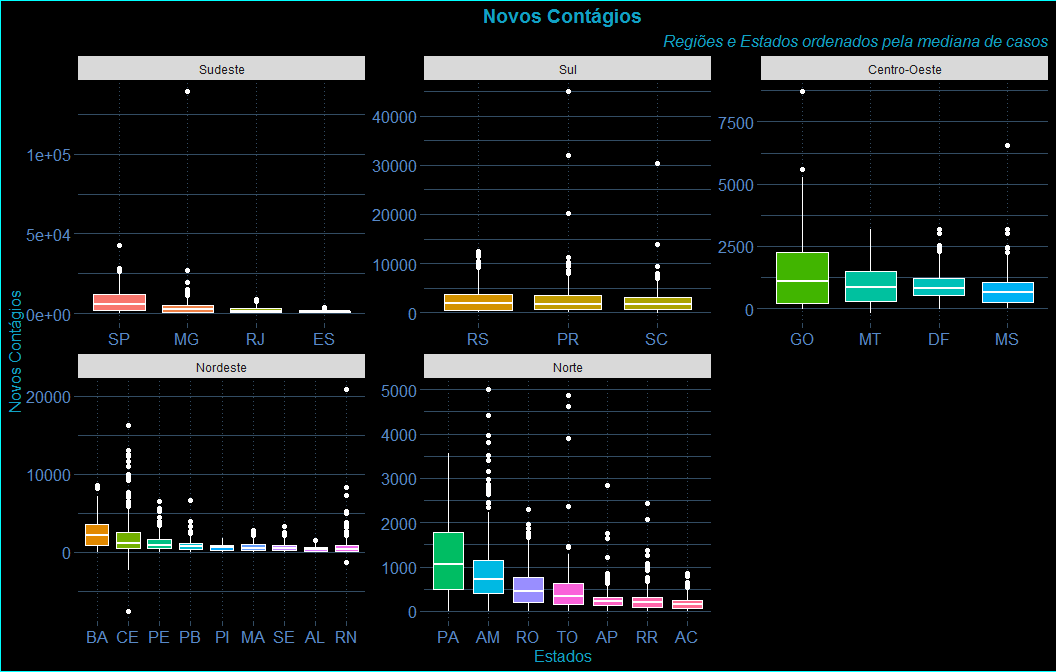 Novos Contágios
Regiões e Estados ordenados pela mediana de casos
Sudeste
Sul
Centro-Oeste
1e+05
5e+04
0e+00
40000
30000
20000
10000
0
7500
5000
2500
0
SP MG RJ ES
RS PR SC
GO MT DF MS
Novos Contágios
Nordeste
Norte
20000
10000
0
5000
4000
3000
2000
1000
0
BA CE PE PB PI MA SE AL RN
PA AM RO TO AP RR AC
Estados